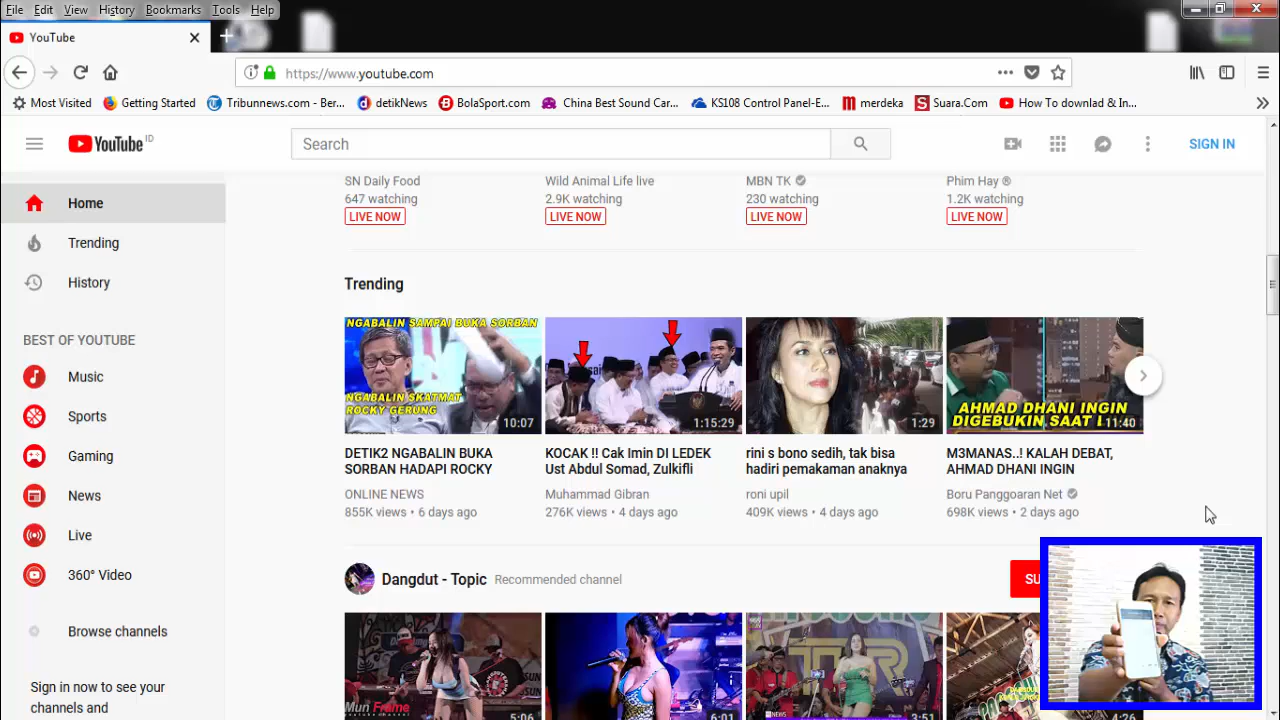 File Edit View History Bookmarks Tools Help
YouTube
https://www.youtube.com
Most Visited Getting Started Tribunnews.com - Ber... detikNews BolaSport.com China Best Sound Car... KS108 Control Panel-E... merdeka Suara.Com How To downlad & In...
YouTube ID
Search
SIGN IN
Home
Trending
History
BEST OF YOUTUBE
Music
Sports
Gaming
News
Live
360° Video
Browse channels
Sign in now to see your
channels and
SN Daily Food
647 watching
LIVE NOW
Wild Animal Life live
2.9K watching
LIVE NOW
MBN TK
230 watching
LIVE NOW
Phim Hay ®
1.2K watching
LIVE NOW
Trending
NGABALIN SAMPAI BUKA SORBAN
NGABALIN SKATMAT
ROCKY GERUNG
10:07
DETIK2 NGABALIN BUKA
SORBAN HADAPI ROCKY
ONLINE NEWS
855K views • 6 days ago
1:15:29
KOCAK !! Cak Imin DI LEDEK
Ust Abdul Somad, Zulkifli
Muhammad Gibran
276K views • 4 days ago
1:29
rini s bono sedih, tak bisa
hadiri pemakaman anaknya
roni upil
409K views • 4 days ago
AHMAD DHANI INGIN
DIGEBUKIN SAAT
11:40
M3MANAS..! KALAH DEBAT,
AHMAD DHANI INGIN
Boru Panggoaran Net
698K views • 2 days ago
Dangdut - Topic Recommended channel
SU
Mun Frame
5:06
6:01
NEWS
3:51